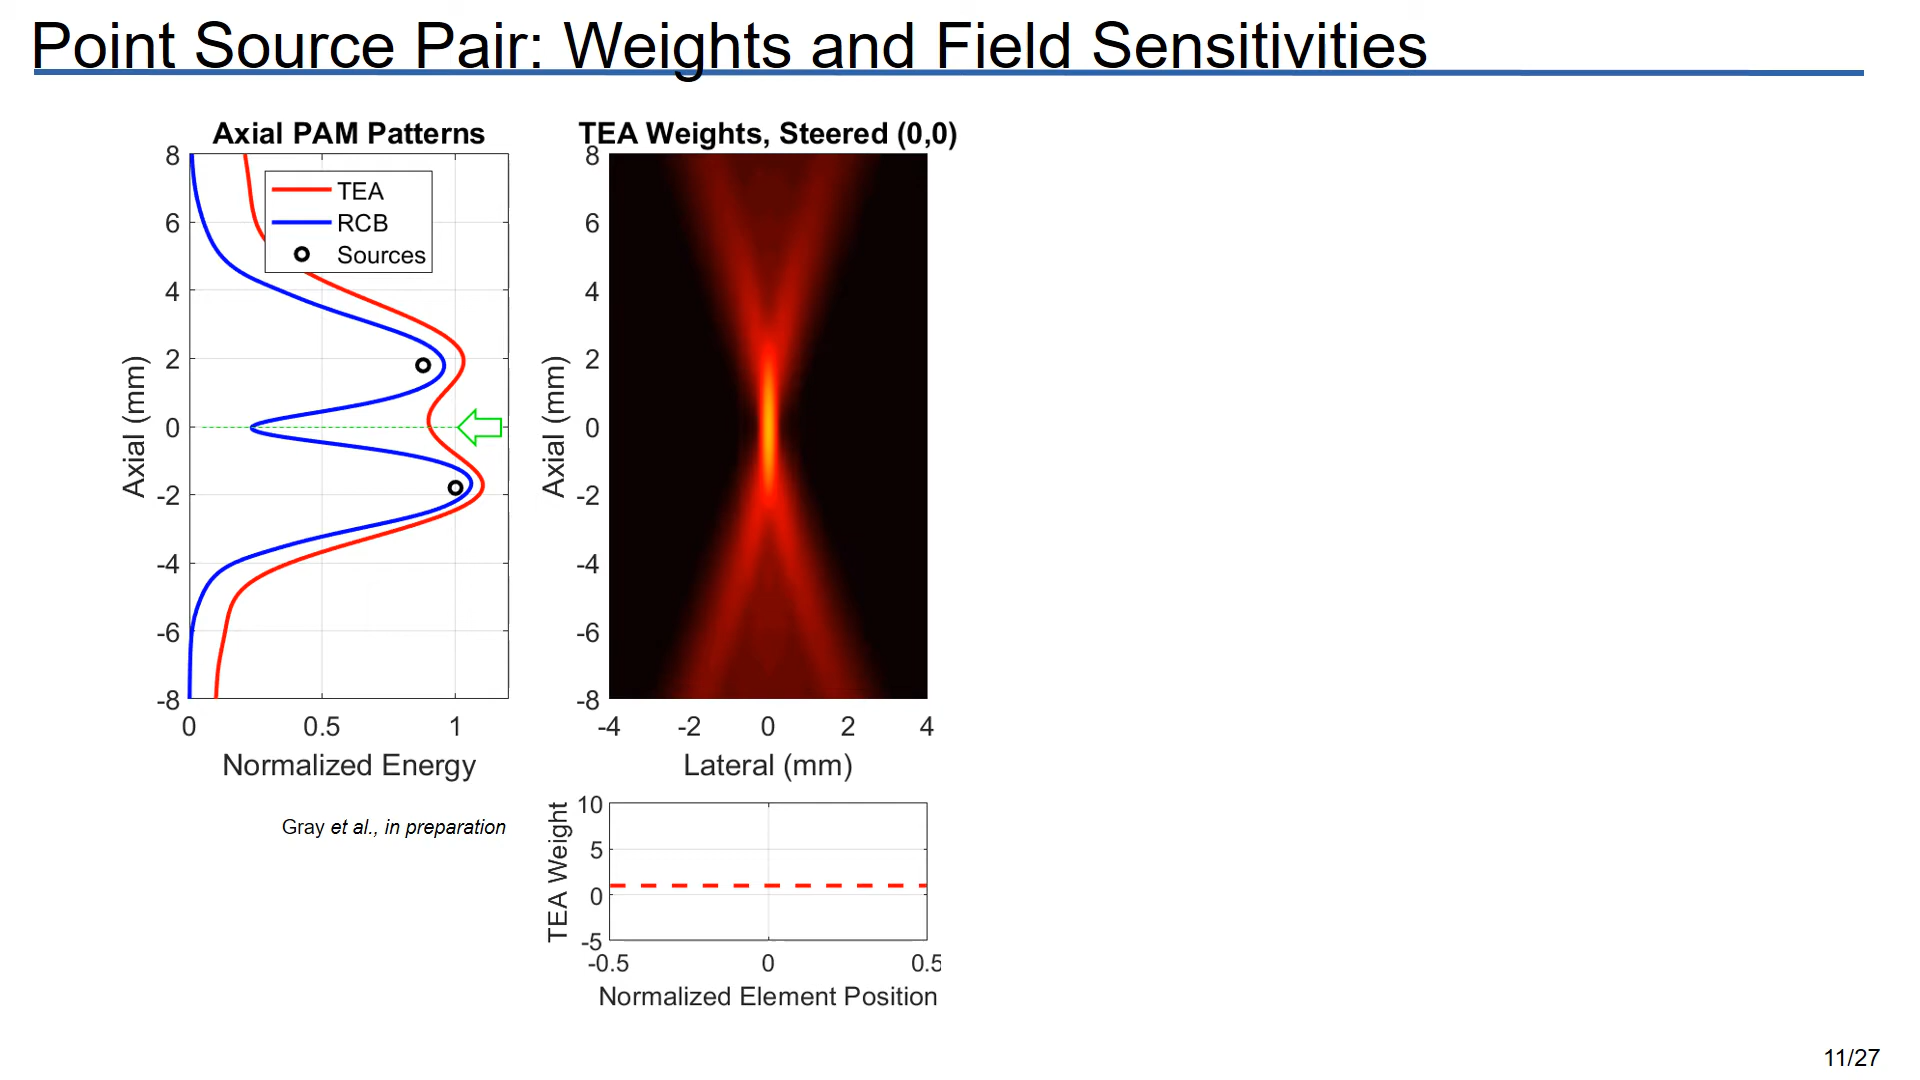 Point Source Pair: Weights and Field Sensitivities
Axial PAM Patterns
TEA
RCB
Sources
8
6
4
2
0
-2
-4
-6
-8
Axial (mm)
0 0.5 1
Normalized Energy
Gray et al., in preparation
TEA Weights, Steered (0,0)
8
6
4
2
0
-2
-4
-6
-8
Axial (mm)
-4 -2 0 2 4
Lateral (mm)
10
5
0
-5
TEA Weight
-0.5 0 0.5
Normalized Element Position
11/27